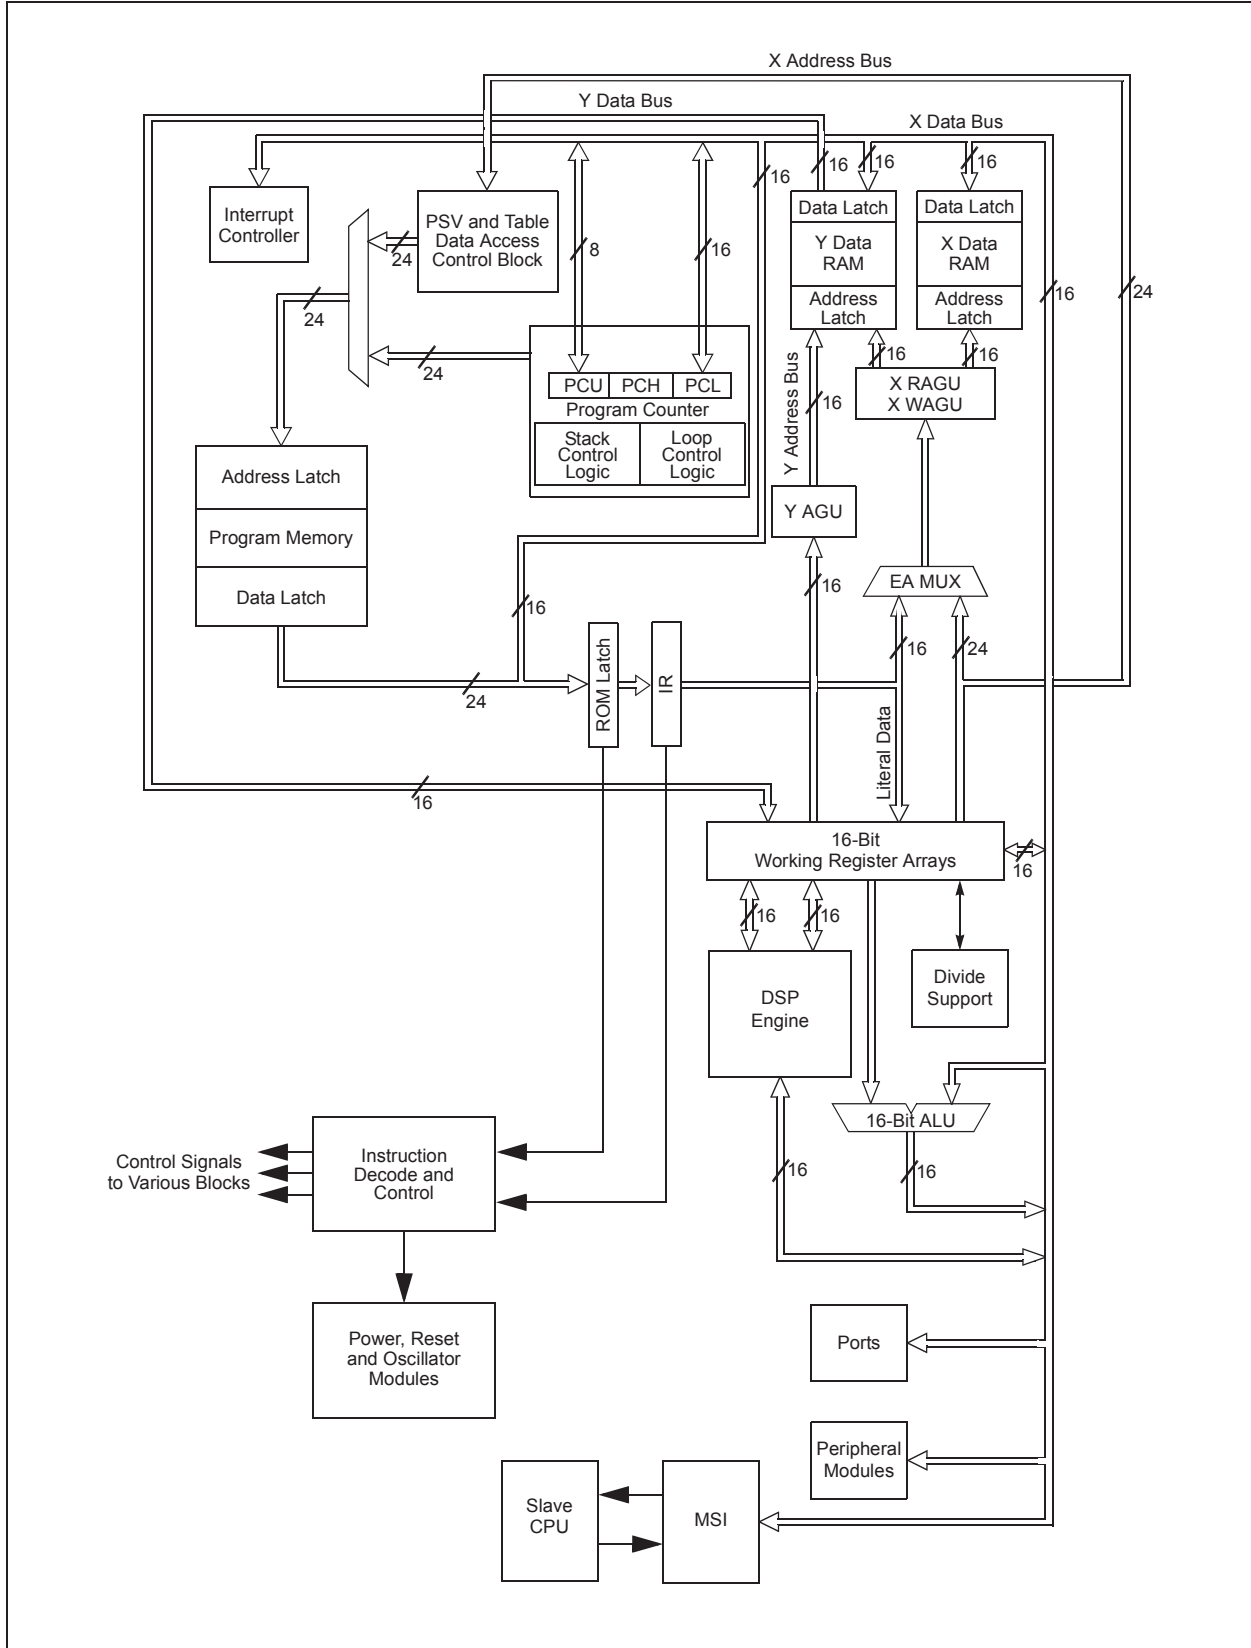 X Address Bus
Y Data Bus
X Data Bus
16
16
16
16
Interrupt
Controller
PSV and Table
Data Access
Control Block
24
8
16
Data Latch
Y Data
RAM
Address
Latch
Data Latch
X Data
RAM
Address
Latch
16
24
24
24
16
16
PCU
PCH
PCL
Program Counter
Stack
Control
Logic
Loop
Control
Logic
Y Address Bus
16
X RAGU
X WAGU
Address Latch
Program Memory
Data Latch
Y AGU
16
EA MUX
16
16
24
24
ROM Latch
IR
Literal Data
16
16-Bit
Working Register Arrays
16
16
16
DSP
Engine
Divide
Support
16-Bit ALU
16
16
Control Signals
to Various Blocks
Instruction
Decode and
Control
Power, Reset
and Oscillator
Modules
Ports
Peripheral
Modules
Slave
CPU
MSI